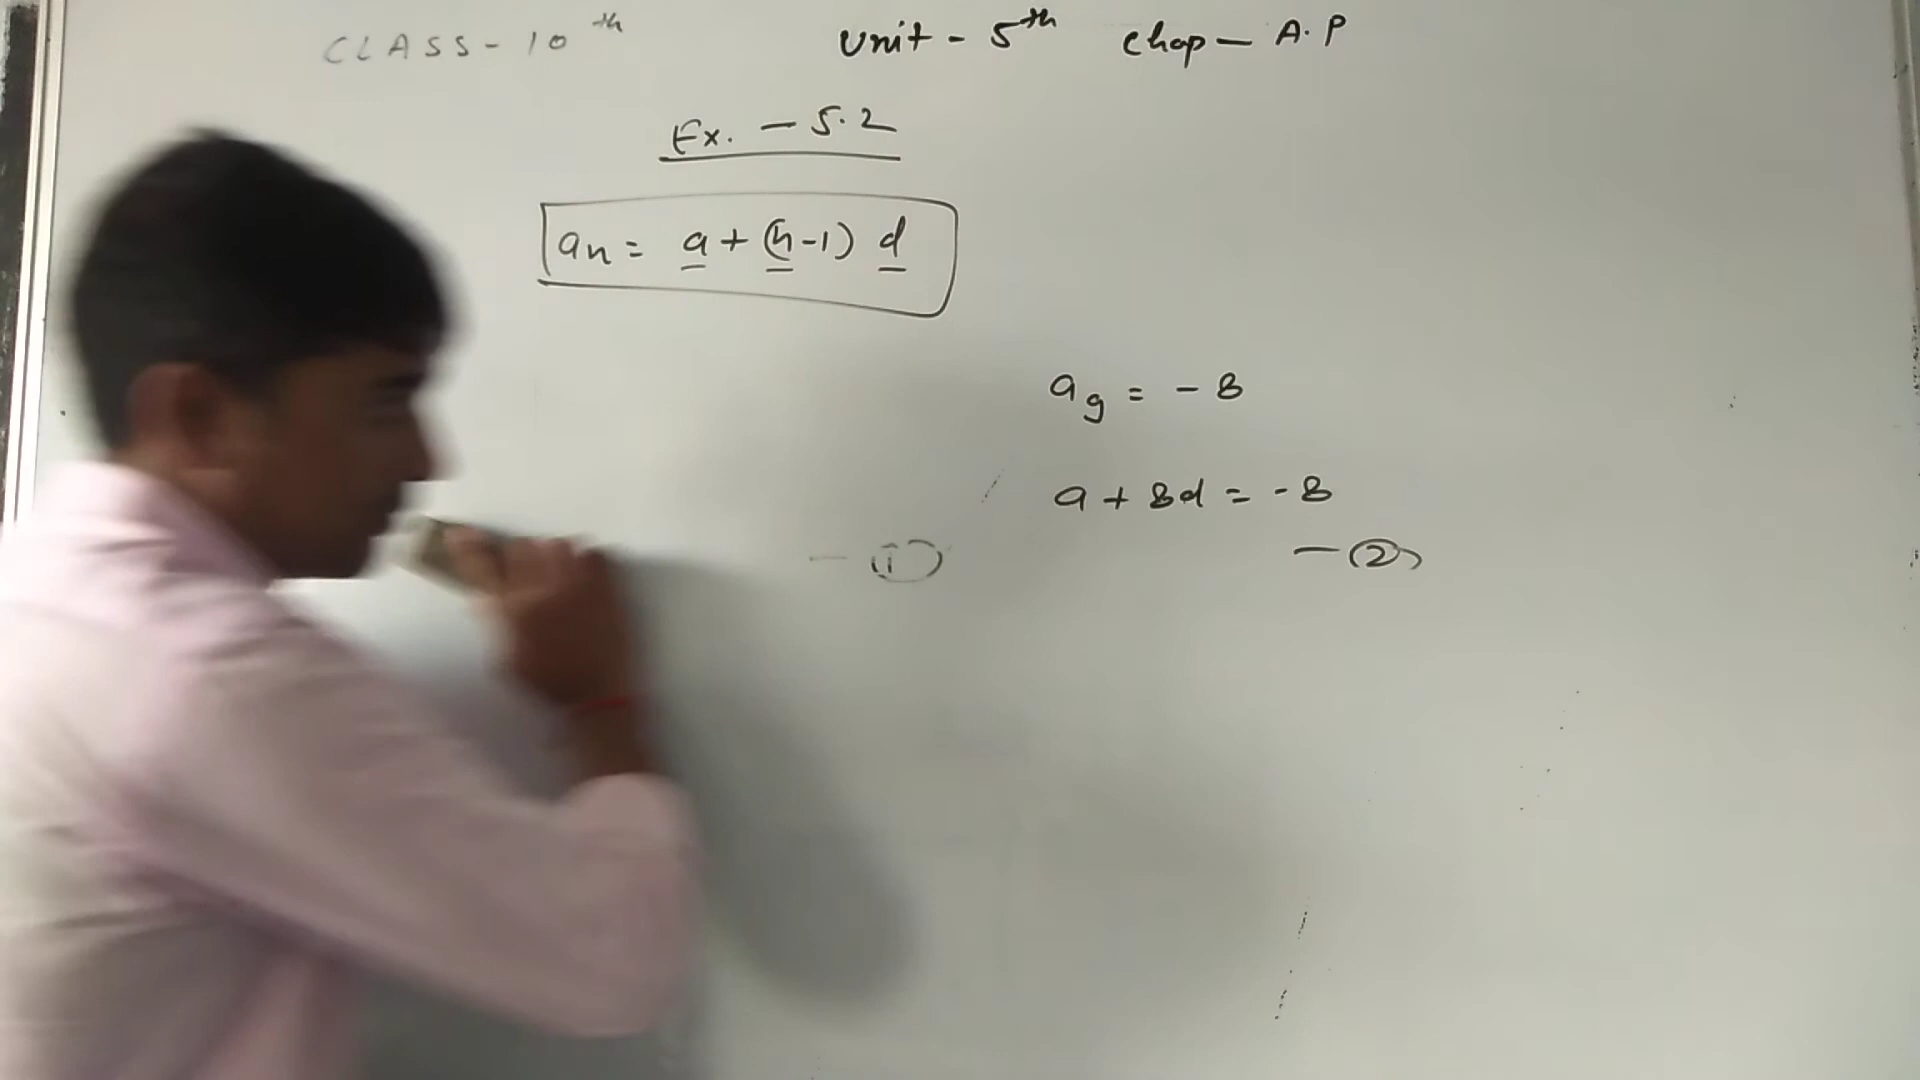 CLASS - 10th Unit - 5th Chap - A.P
Ex. - 5.2
an = a + (n-1) d
a9 = - 8
a + 8d = - 8
- (1) - (2)